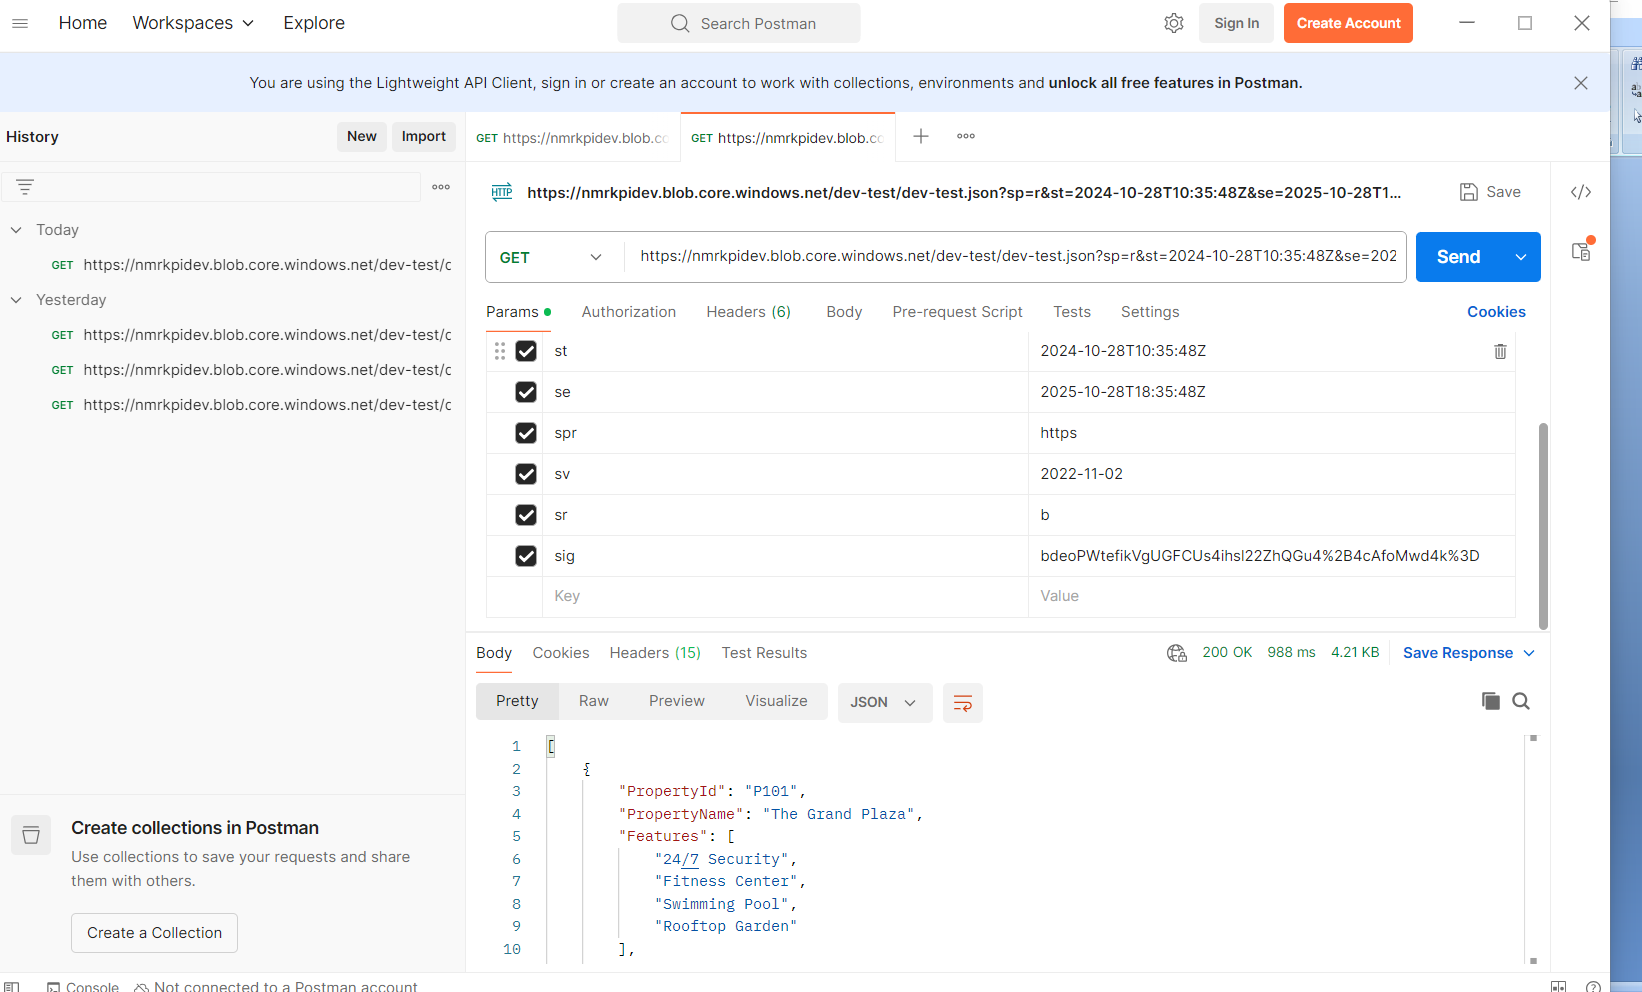 Home Workspaces Explore Search Postman Sign In Create Account
You are using the Lightweight API Client, sign in or create an account to work with collections, environments and unlock all free features in Postman.
History New Import
GET https://nmrkpidev.blob.cc GET https://nmrkpidev.blob.cc
HTTP https://nmrkpidev.blob.core.windows.net/dev-test/dev-test.json?sp=r&st=2024-10-28T10:35:48Z&se=2025-10-28T1... Save
Today
GET https://nmrkpidev.blob.core.windows.net/dev-test/c
Yesterday
GET https://nmrkpidev.blob.core.windows.net/dev-test/c
GET https://nmrkpidev.blob.core.windows.net/dev-test/c
GET https://nmrkpidev.blob.core.windows.net/dev-test/c
GET https://nmrkpidev.blob.core.windows.net/dev-test/dev-test.json?sp=r&st=2024-10-28T10:35:48Z&se=202 Send
Params Authorization Headers (6) Body Pre-request Script Tests Settings Cookies
st 2024-10-28T10:35:48Z
se 2025-10-28T18:35:48Z
spr https
sv 2022-11-02
sr b
sig bdeoPWtefikVgUGFCUs4ihsl22ZhQGu4%2B4cAfoMwd4k%3D
Key Value
Body Cookies Headers (15) Test Results 200 OK 988 ms 4.21 KB Save Response
Pretty Raw Preview Visualize JSON
1 [
2 {
3 "PropertyId": "P101",
4 "PropertyName": "The Grand Plaza",
5 "Features": [
6 "24/7 Security",
7 "Fitness Center",
8 "Swimming Pool",
9 "Rooftop Garden"
10 ],
Create collections in Postman
Use collections to save your requests and share
them with others.
Create a Collection
Console Not connected to a Postman account